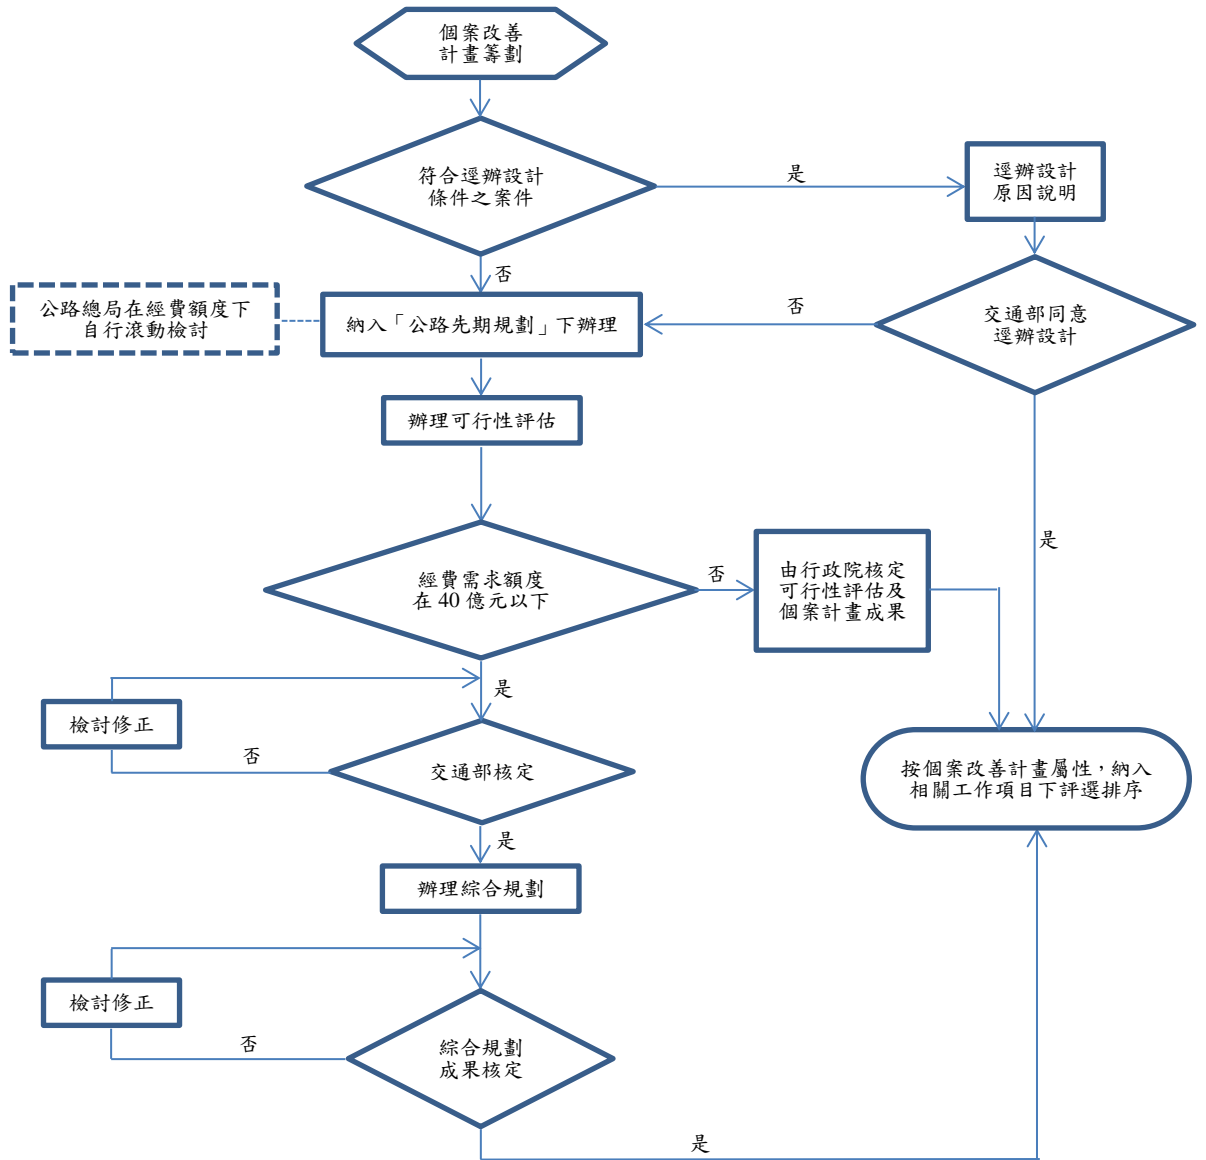 個案改善
計畫籌劃
符合逕辦設計
條件之案件
是
逕辦設計
原因說明
否
公路總局在經費額度下
自行滾動檢討
納入「公路先期規劃」下辦理
否
交通部同意
逕辦設計
辦理可行性評估
是
經費需求額度
在 40 億元以下
否
由行政院核定
可行性評估及
個案計畫成果
是
檢討修正
否
交通部核定
按個案改善計畫屬性，納入
相關工作項目下評選排序
是
辦理綜合規劃
檢討修正
否
綜合規劃
成果核定
是